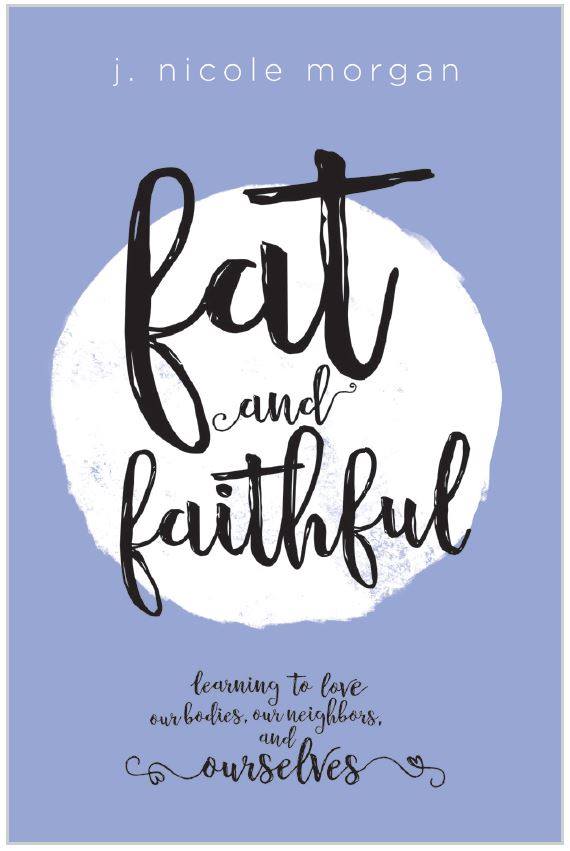 j. nicole morgan
fat
and
faithful
learning to love
our bodies, our neighbors,
and
ourselves